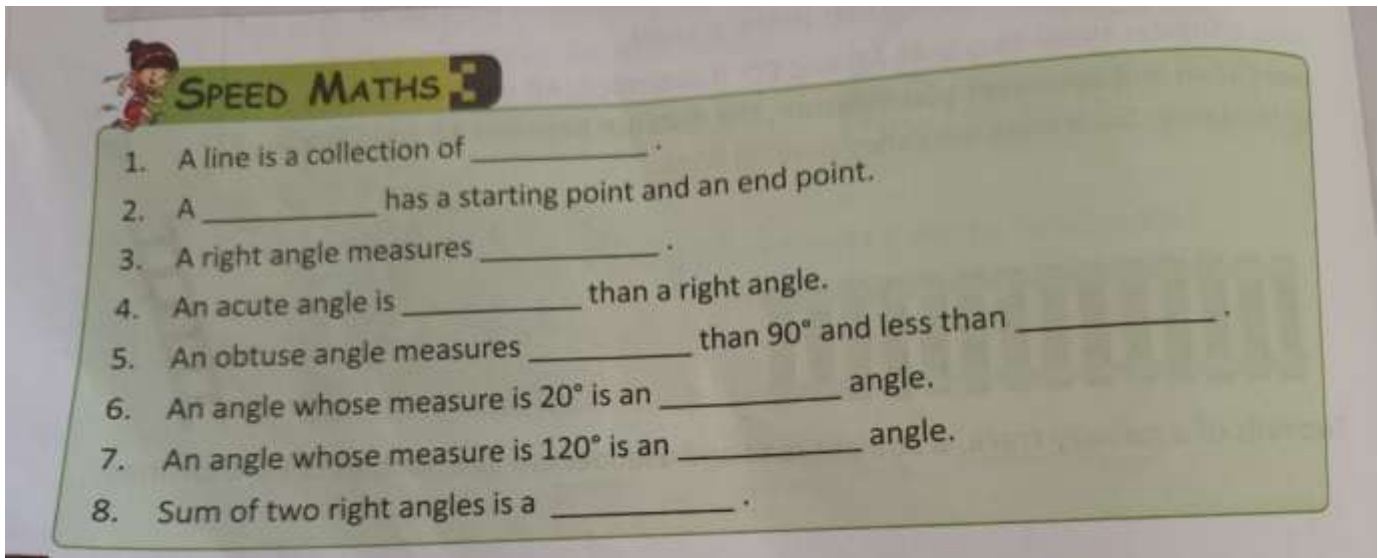 SPEED MATHS 3
1. A line is a collection of ____________ .
2. A ____________ has a starting point and an end point.
3. A right angle measures ____________ .
4. An acute angle is ____________ than a right angle.
5. An obtuse angle measures ____________ than 90° and less than ____________ .
6. An angle whose measure is 20° is an ____________ angle.
7. An angle whose measure is 120° is an ____________ angle.
8. Sum of two right angles is a ____________ .